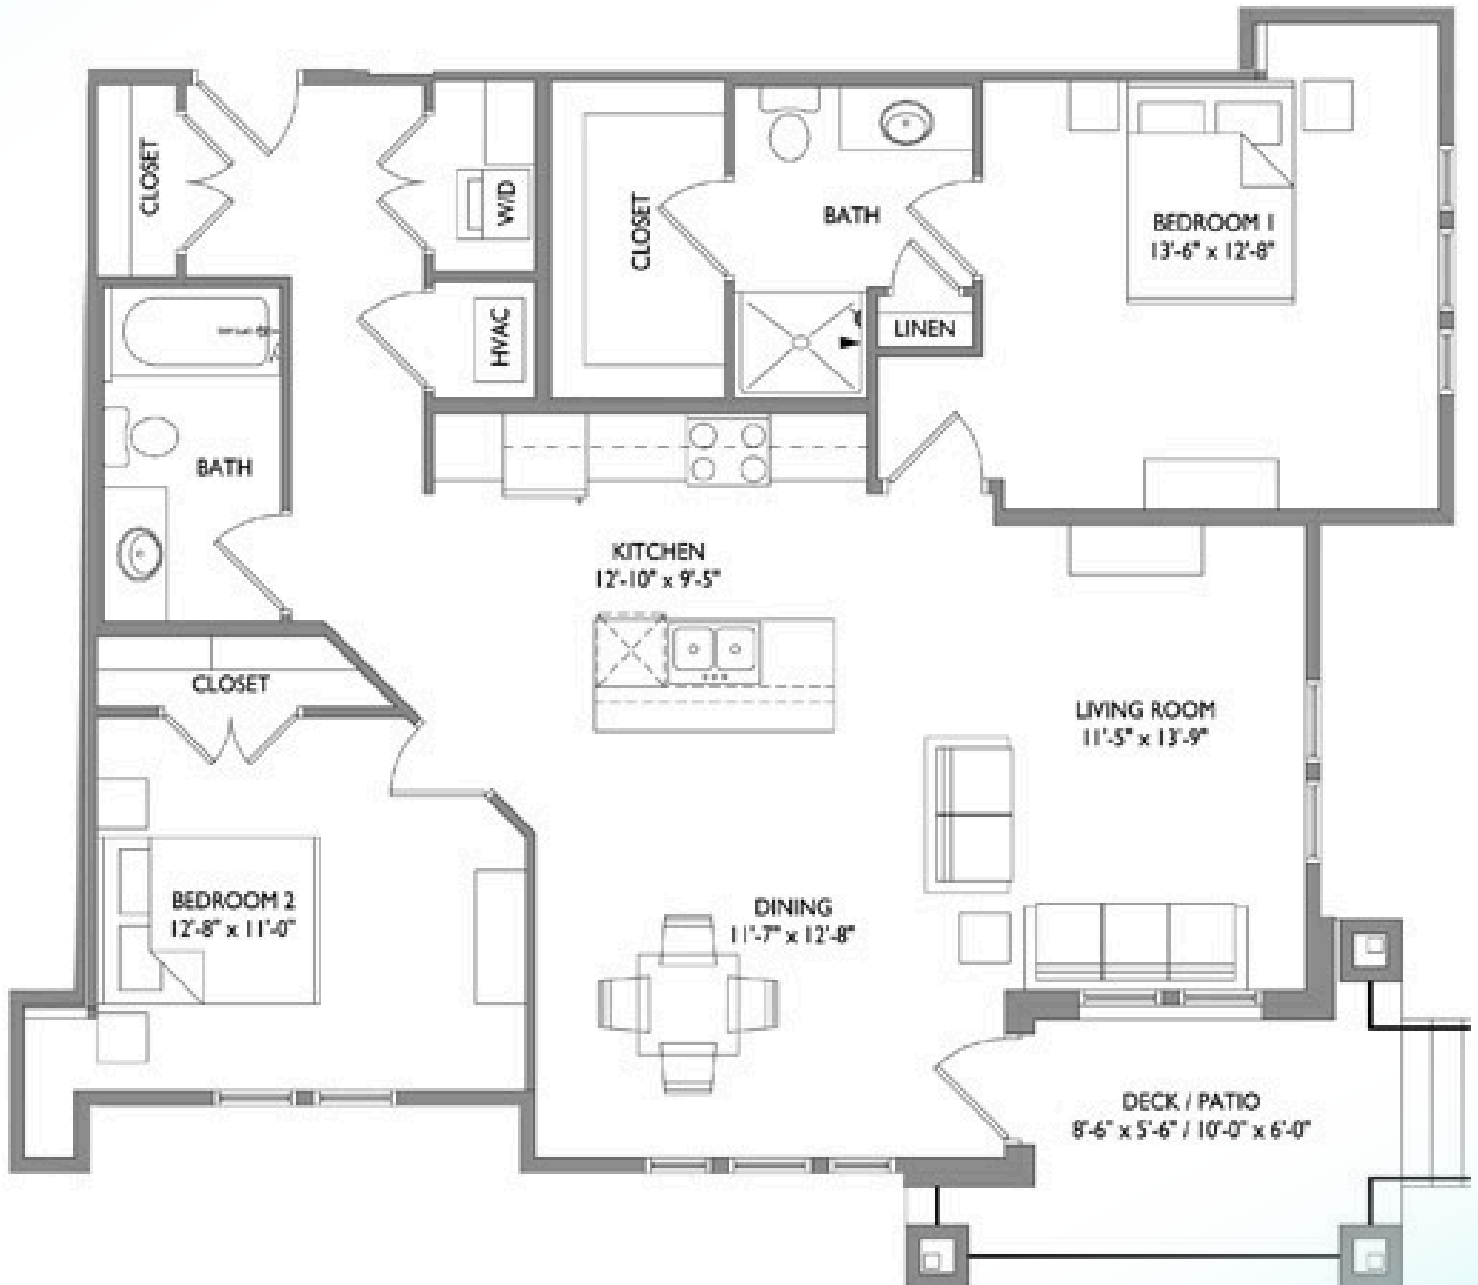 CLOSET
W/D
CLOSET
BATH
BEDROOM 1
13'-6" x 12'-8"
HVAC
LINEN
BATH
KITCHEN
12'-10" x 9'-5"
CLOSET
LIVING ROOM
11'-5" x 13'-9"
BEDROOM 2
12'-8" x 11'-0"
DINING
11'-7" x 12'-8"
DECK / PATIO
8'-6" x 5'-6" / 10'-0" x 6'-0"